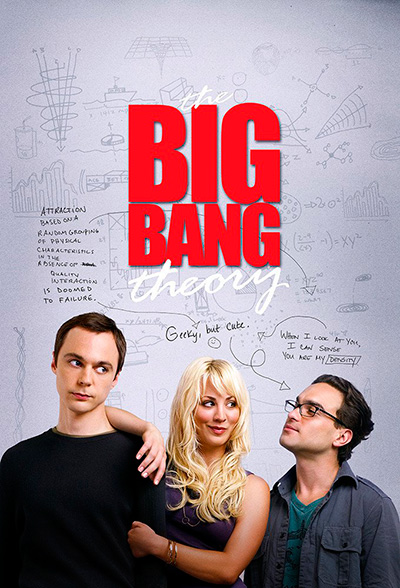 the
BIG
BANG
theory
ATTRACTION
BASED ON A
RANDOM GROUPING
OF PHYSICAL
CHARACTERISTICS
IN THE
ABSENCE OF
QUALITY
INTERACTION
IS DOOMED
TO FAILURE.
Geeky, but cute.
WHEN I LOOK AT YOU,
I CAN SENSE
YOU ARE MY DENSITY